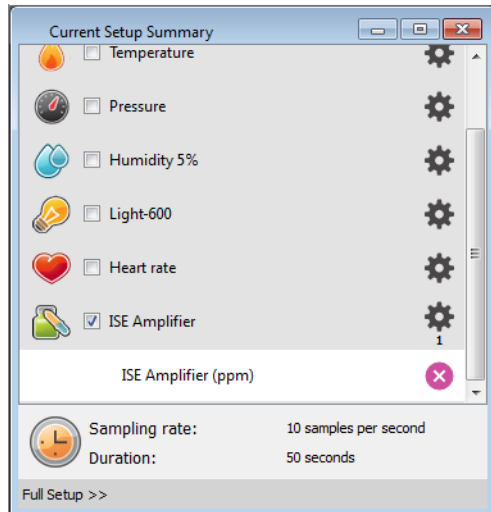 Current Setup Summary
Temperature
Pressure
Humidity 5%
Light-600
Heart rate
ISE Amplifier
1
ISE Amplifier (ppm)
Sampling rate: 10 samples per second
Duration: 50 seconds
Full Setup >>